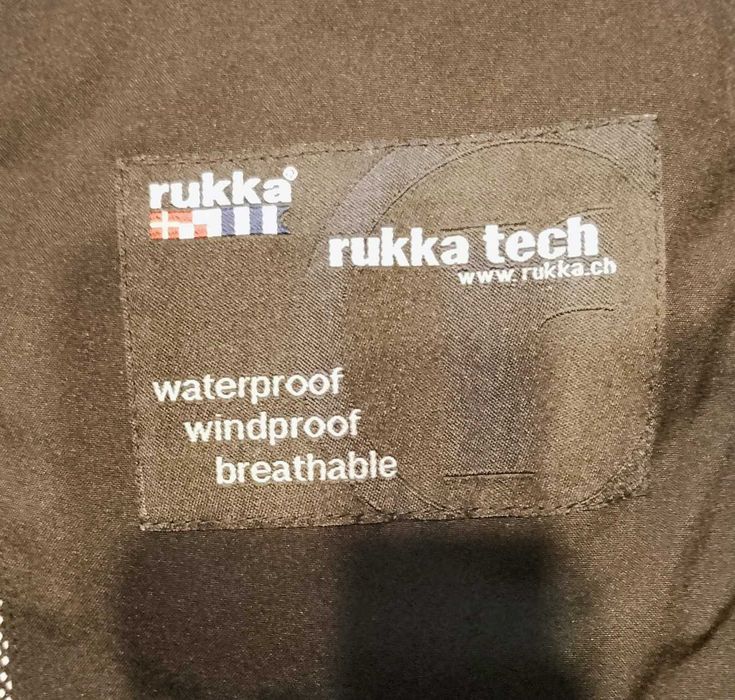 rukka®
rukka tech
www.rukka.ch
waterproof
windproof
breathable